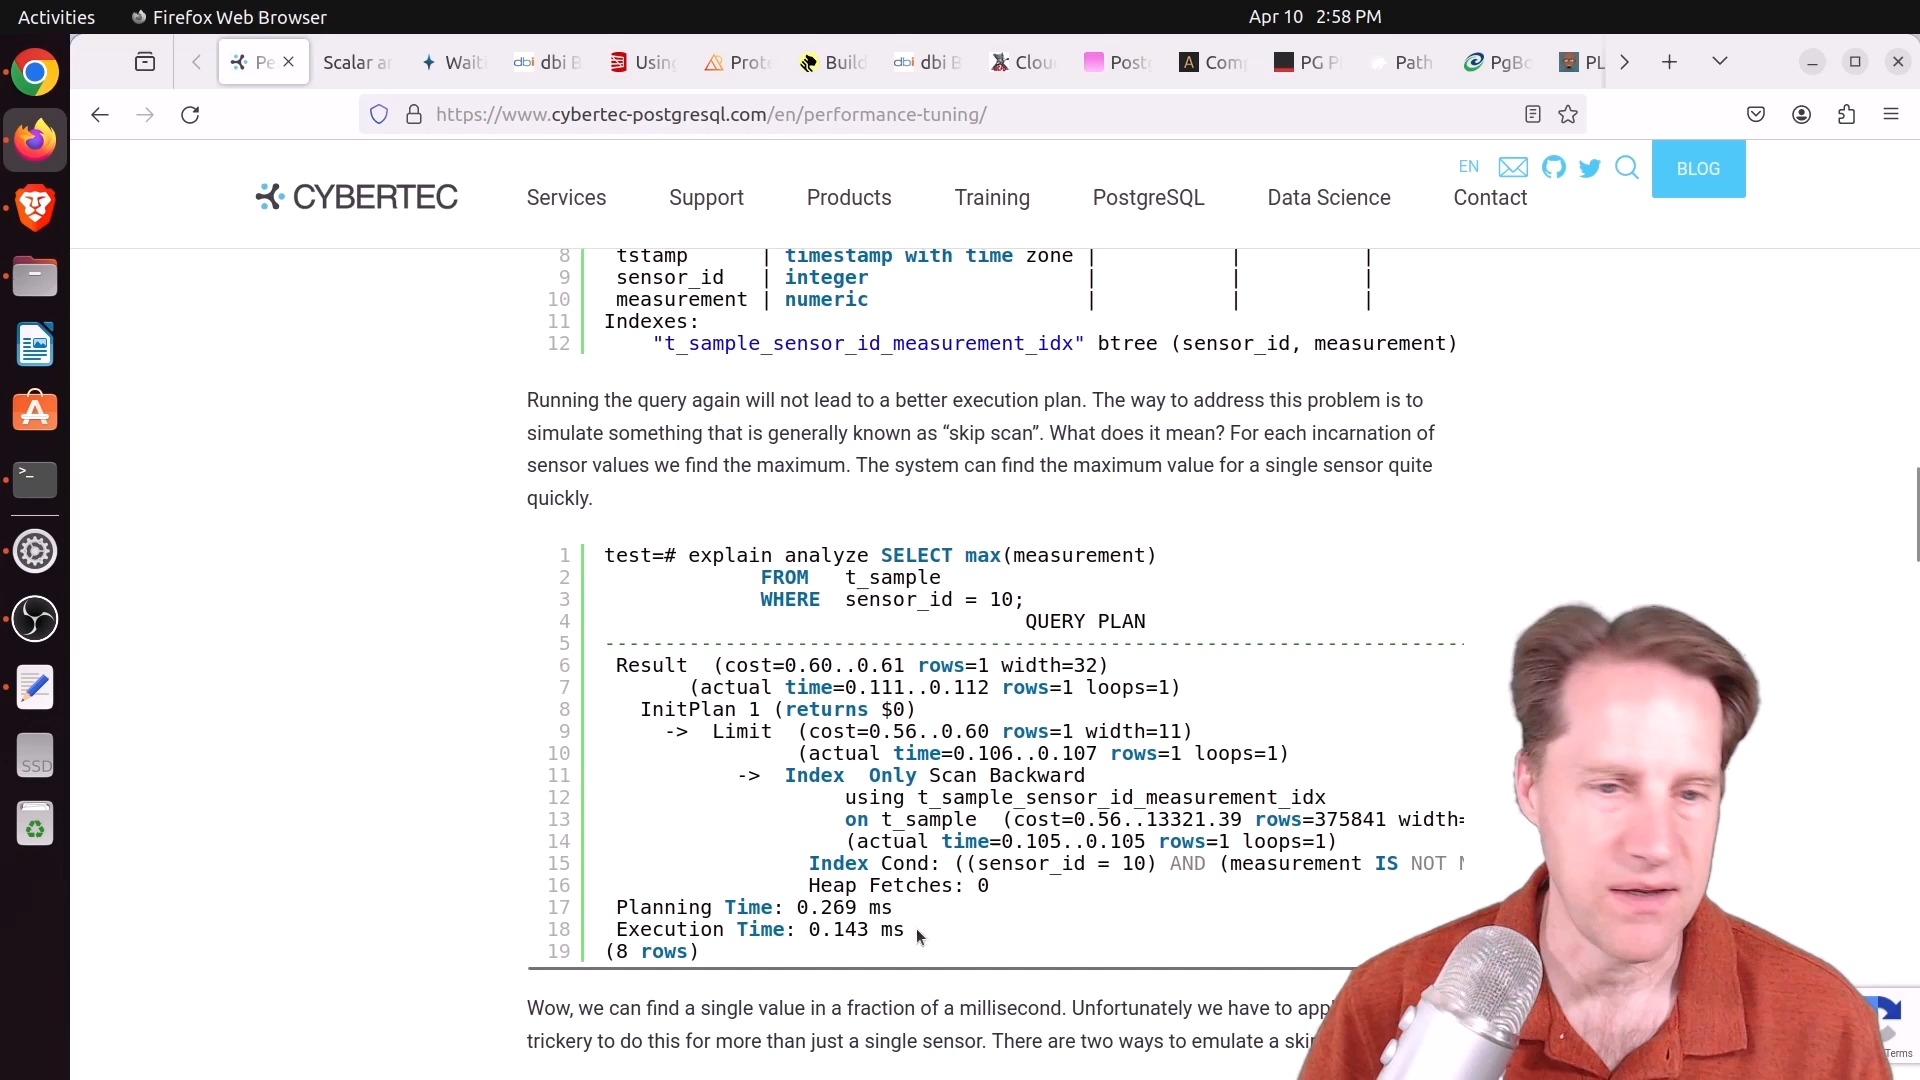 Activities Firefox Web Browser Apr 10 2:58 PM
Pe Scalar an Wait dbi B Using Prote Build dbi B Clou Postg Comp PG P Path PgBo PL
https://www.cybertec-postgresql.com/en/performance-tuning/
EN BLOG
CYBERTEC Services Support Products Training PostgreSQL Data Science Contact
8 tstamp | timestamp with time zone | | |
9 sensor_id | integer | | |
10 measurement | numeric | | |
11 Indexes:
12 "t_sample_sensor_id_measurement_idx" btree (sensor_id, measurement)
Running the query again will not lead to a better execution plan. The way to address this problem is to
simulate something that is generally known as “skip scan”. What does it mean? For each incarnation of
sensor values we find the maximum. The system can find the maximum value for a single sensor quite
quickly.
1 test=# explain analyze SELECT max(measurement)
2 FROM t_sample
3 WHERE sensor_id = 10;
4 QUERY PLAN
5 ------------------------------------------------------------------------
6 Result (cost=0.60..0.61 rows=1 width=32)
7 (actual time=0.111..0.112 rows=1 loops=1)
8 InitPlan 1 (returns $0)
9 -> Limit (cost=0.56..0.60 rows=1 width=11)
10 (actual time=0.106..0.107 rows=1 loops=1)
11 -> Index Only Scan Backward
12 using t_sample_sensor_id_measurement_idx
13 on t_sample (cost=0.56..13321.39 rows=375841 width=
14 (actual time=0.105..0.105 rows=1 loops=1)
15 Index Cond: ((sensor_id = 10) AND (measurement IS NOT
16 Heap Fetches: 0
17 Planning Time: 0.269 ms
18 Execution Time: 0.143 ms
19 (8 rows)
Wow, we can find a single value in a fraction of a millisecond. Unfortunately we have to app
trickery to do this for more than just a single sensor. There are two ways to emulate a ski
Terms
SSD